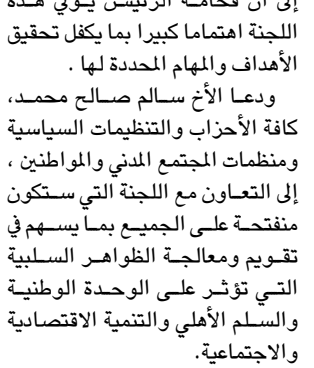 إلى أن فخامة الرئيس يولي هذه
اللجنة اهتماما كبيرا بما يكفل تحقيق
الأهداف والمهام المحددة لها .
ودعا الأخ سالم صالح محمد،
كافة الأحزاب والتنظيمات السياسية
ومنظمات المجتمع المدني والمواطنين ،
إلى التعاون مع اللجنة التي ستكون
منفتحة على الجميع بما يسهم في
تقويم ومعالجة الظواهر السلبية
التي تؤثر على الوحدة الوطنية
والسلم الأهلي والتنمية الاقتصادية
والاجتماعية.